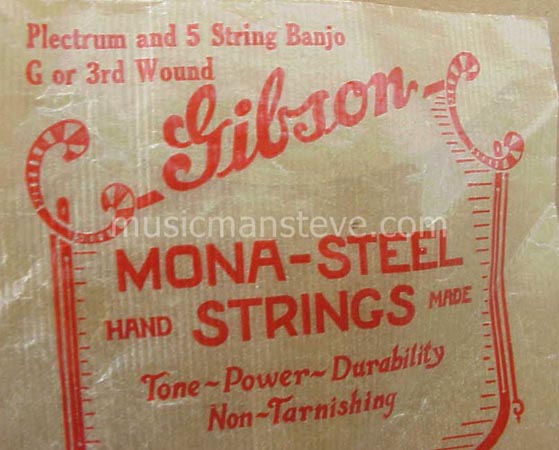 Plectrum and 5 String Banjo
G or 3rd Wound
Gibson
musicmansteve.com
MONA-STEEL
HAND STRINGS MADE
Tone~Power~Durability
Non-Tarnishing